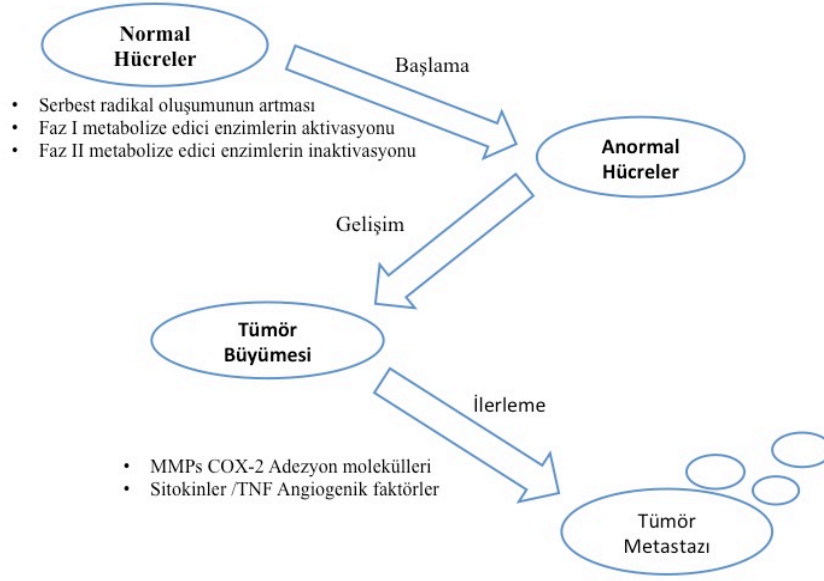 Normal
Hücreler
Başlama
• Serbest radikal oluşumunun artması
• Faz I metabolize edici enzimlerin aktivasyonu
• Faz II metabolize edici enzimlerin inaktivasyonu
Anormal
Hücreler
Gelişim
Tümör
Büyümesi
İlerleme
• MMPs COX-2 Adezyon molekülleri
• Sitokinler /TNF Angiogenik faktörler
Tümör
Metastazı